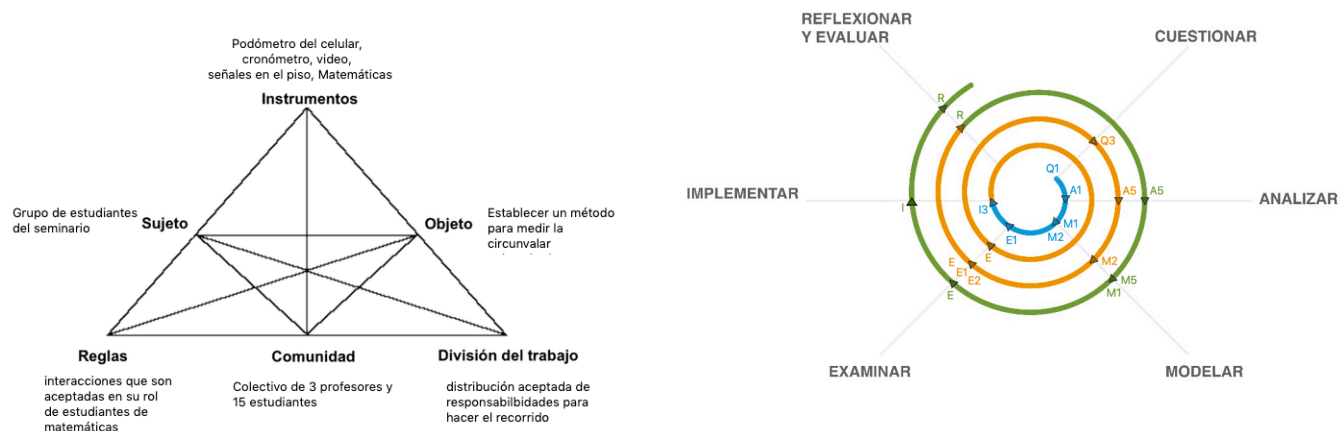 Podómetro del celular,
cronómetro, video,
señales en el piso, Matemáticas
Instrumentos
Grupo de estudiantes
del seminario
Sujeto
Objeto
Establecer un método
para medir la
circunvalar
Reglas
Comunidad
División del trabajo
interacciones que son
aceptadas en su rol
de estudiantes de
matemáticas
Colectivo de 3 profesores y
15 estudiantes
distribución aceptada de
responsabilbidades para
hacer el recorrido
REFLEXIONAR
Y EVALUAR
CUESTIONAR
IMPLEMENTAR
ANALIZAR
EXAMINAR
MODELAR
R
R
Q3
Q1
A1
A5
A5
I
I3
M1
M2
E1
E
M2
E
E1
E2
E
M5
M1